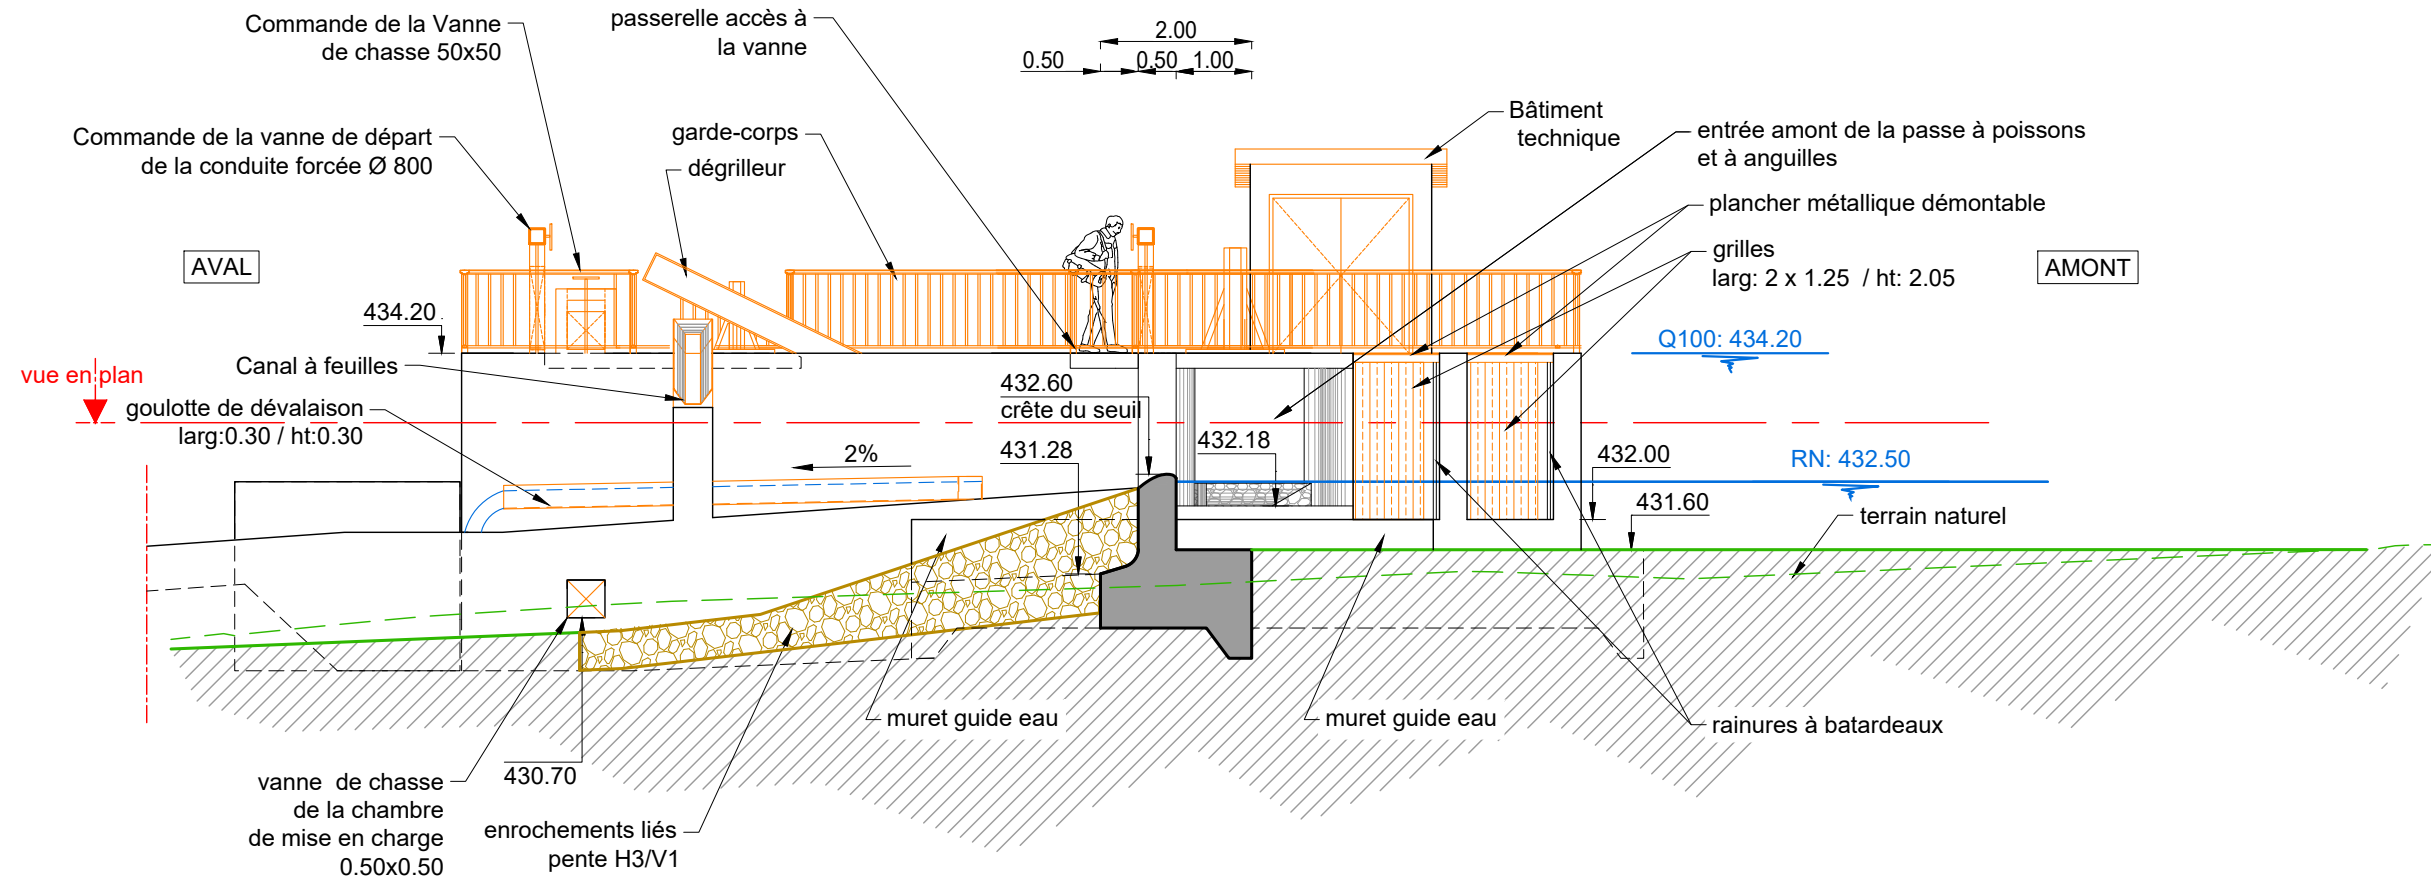 Commande de la Vanne
de chasse 50x50
passerelle accès à
la vanne
2.00
0.50
0.50
1.00
Commande de la vanne de départ
de la conduite forcée Ø 800
garde-corps
dégrilleur
Bâtiment
technique
entrée amont de la passe à poissons
et à anguilles
plancher métallique démontable
grilles
larg: 2 x 1.25 / ht: 2.05
AVAL
AMONT
434.20
Q100: 434.20
vue en plan
Canal à feuilles
goulotte de dévalaison
larg:0.30 / ht:0.30
432.60
crête du seuil
431.28
432.18
2%
432.00
RN: 432.50
431.60
terrain naturel
muret guide eau
muret guide eau
rainures à batardeaux
430.70
vanne de chasse
de la chambre
de mise en charge
0.50x0.50
enrochements liés
pente H3/V1